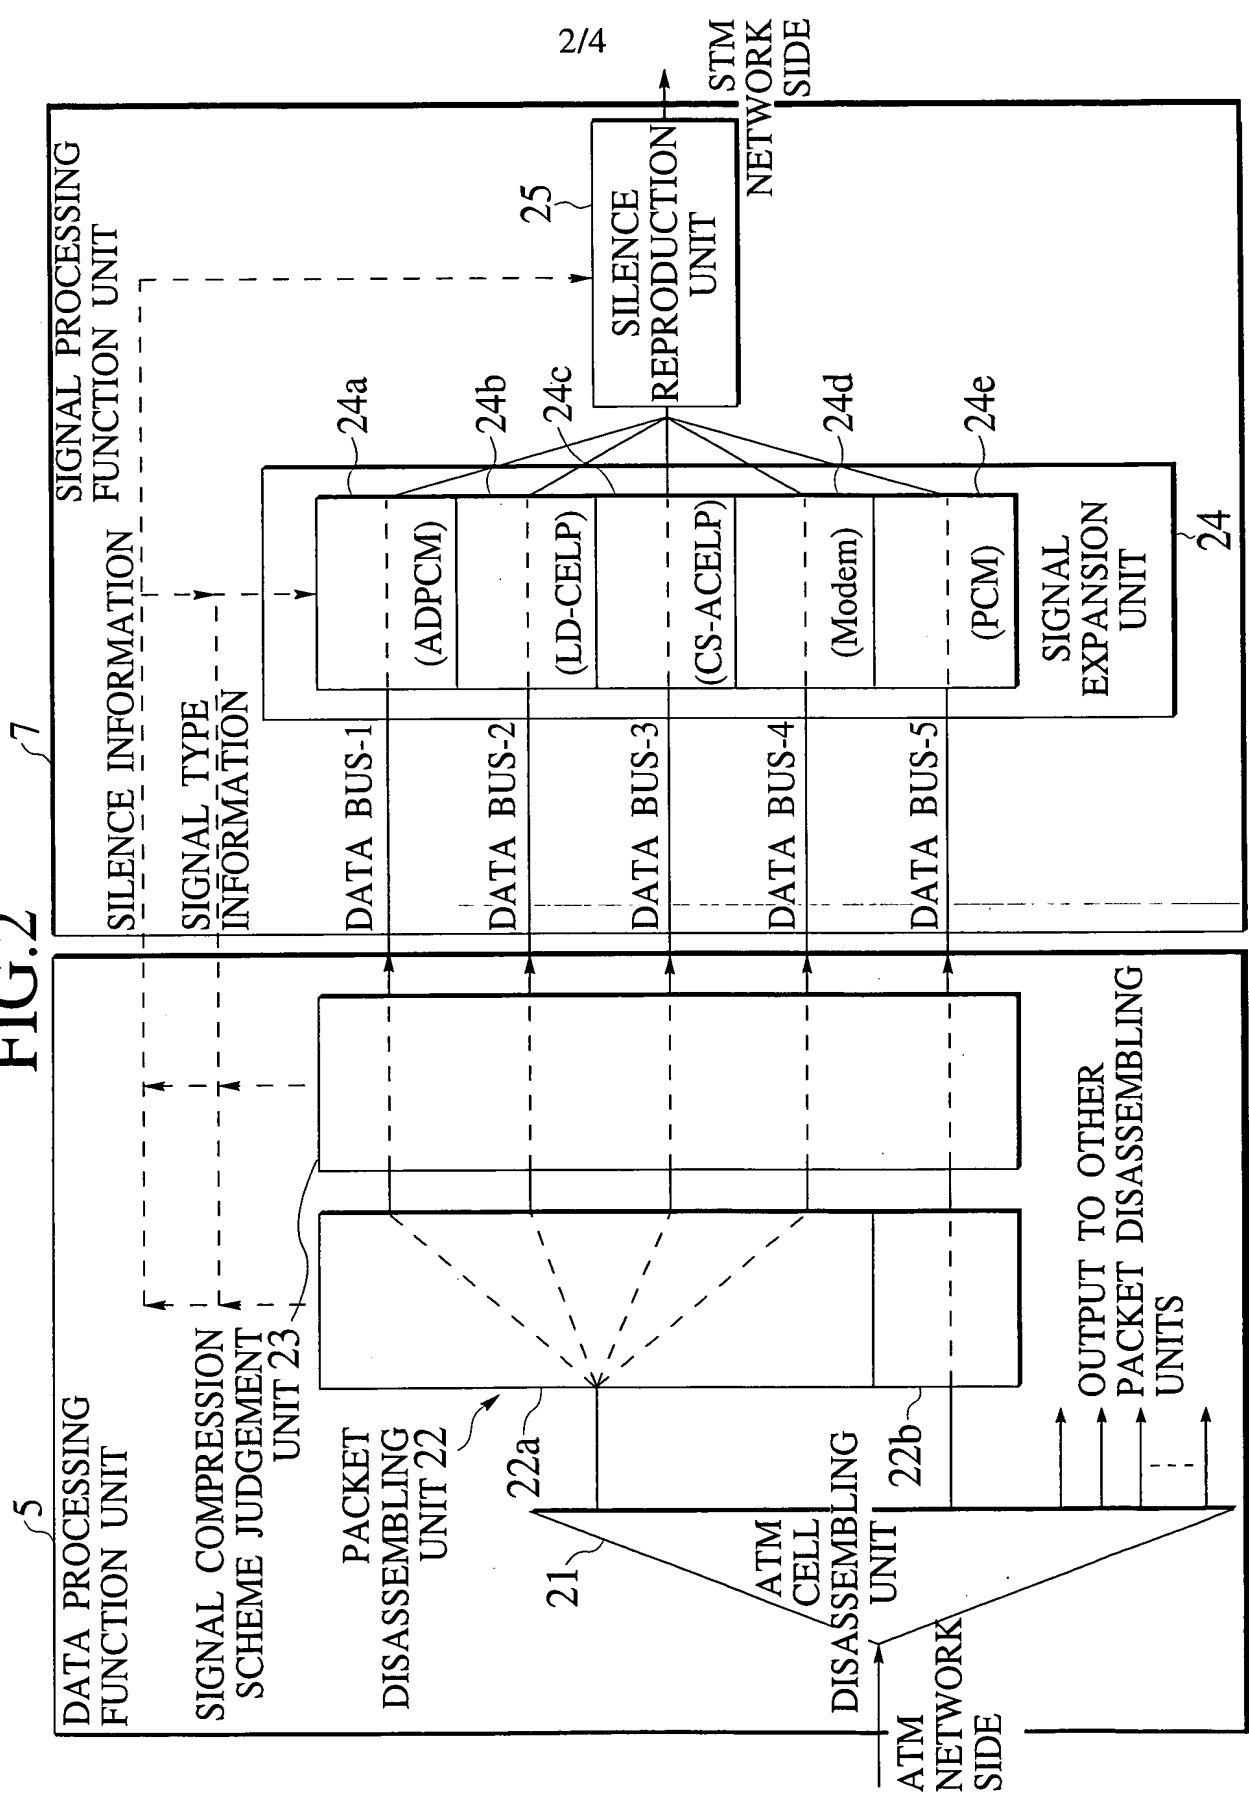 2/4
FIG.2
5
DATA PROCESSING
FUNCTION UNIT
7
SIGNAL PROCESSING
FUNCTION UNIT
SILENCE INFORMATION
SIGNAL TYPE
INFORMATION
SIGNAL COMPRESSION
SCHEME JUDGEMENT
UNIT 23
PACKET
DISASSEMBLING
UNIT 22
22a
22b
21
ATM
CELL
DISASSEMBLING
UNIT
ATM
NETWORK
SIDE
OUTPUT TO OTHER
PACKET DISASSEMBLING
UNITS
DATA BUS-1
DATA BUS-2
DATA BUS-3
DATA BUS-4
DATA BUS-5
24a
(ADPCM)
24b
(LD-CELP)
24c
(CS-ACELP)
24d
(Modem)
24e
(PCM)
SIGNAL
EXPANSION
UNIT
24
25
SILENCE
REPRODUCTION
UNIT
STM
NETWORK
SIDE